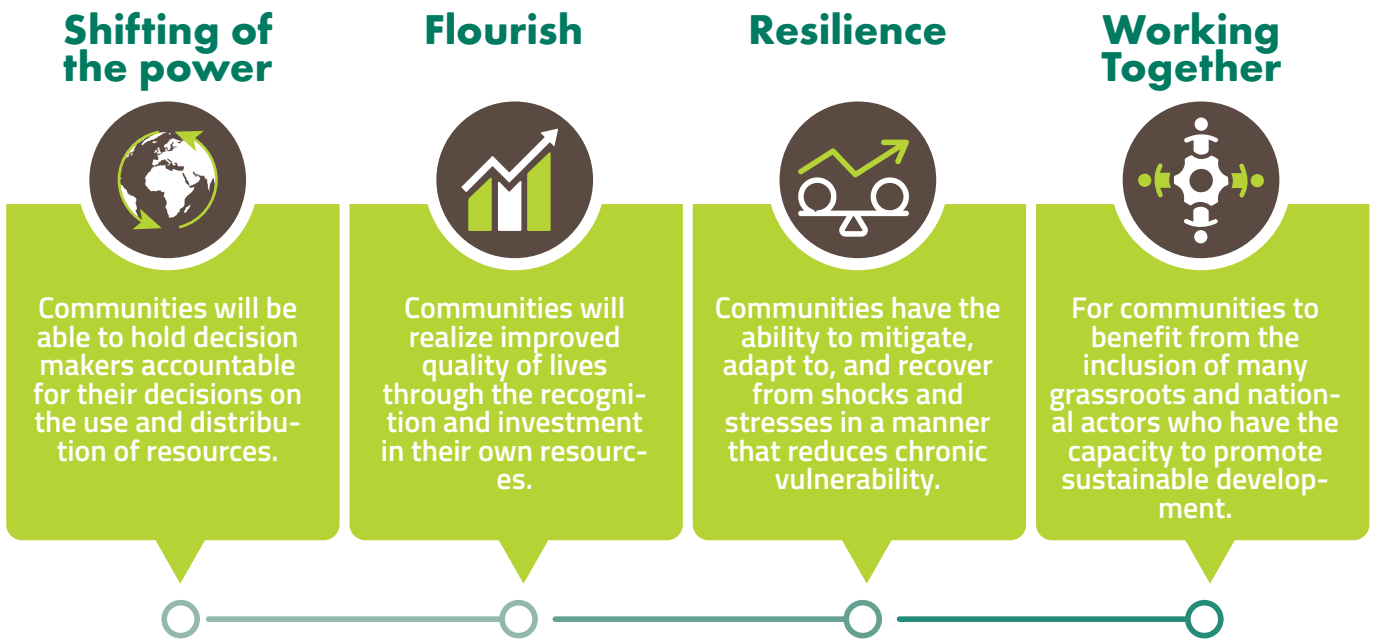 Shifting of
the power
Communities will be
able to hold decision
makers accountable
for their decisions on
the use and distribu-
tion of resources.
Flourish
Communities will
realize improved
quality of lives
through the recogni-
tion and investment
in their own resourc-
es.
Resilience
Communities have the
ability to mitigate,
adapt to, and recover
from shocks and
stresses in a manner
that reduces chronic
vulnerability.
Working
Together
For communities to
benefit from the
inclusion of many
grassroots and nation-
al actors who have the
capacity to promote
sustainable develop-
ment.